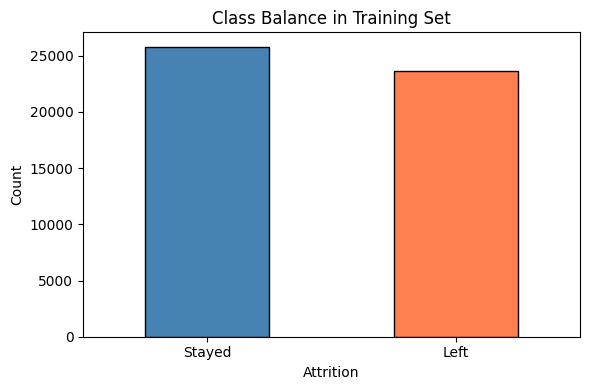 Class Balance in Training Set
25000
20000
15000
10000
5000
0
Count
Stayed
Left
Attrition